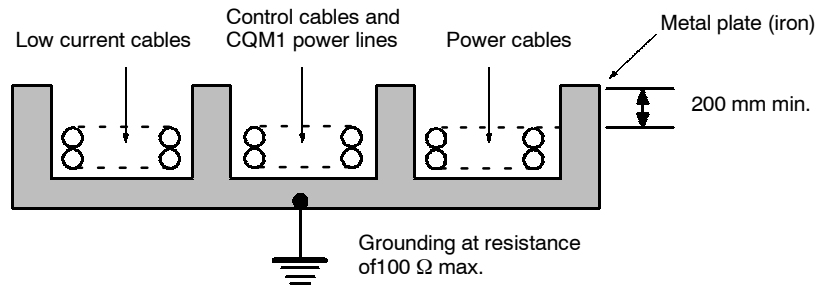 Low current cables
Control cables and
CQM1 power lines
Power cables
Metal plate (iron)
200 mm min.
Grounding at resistance
of100 Ω max.